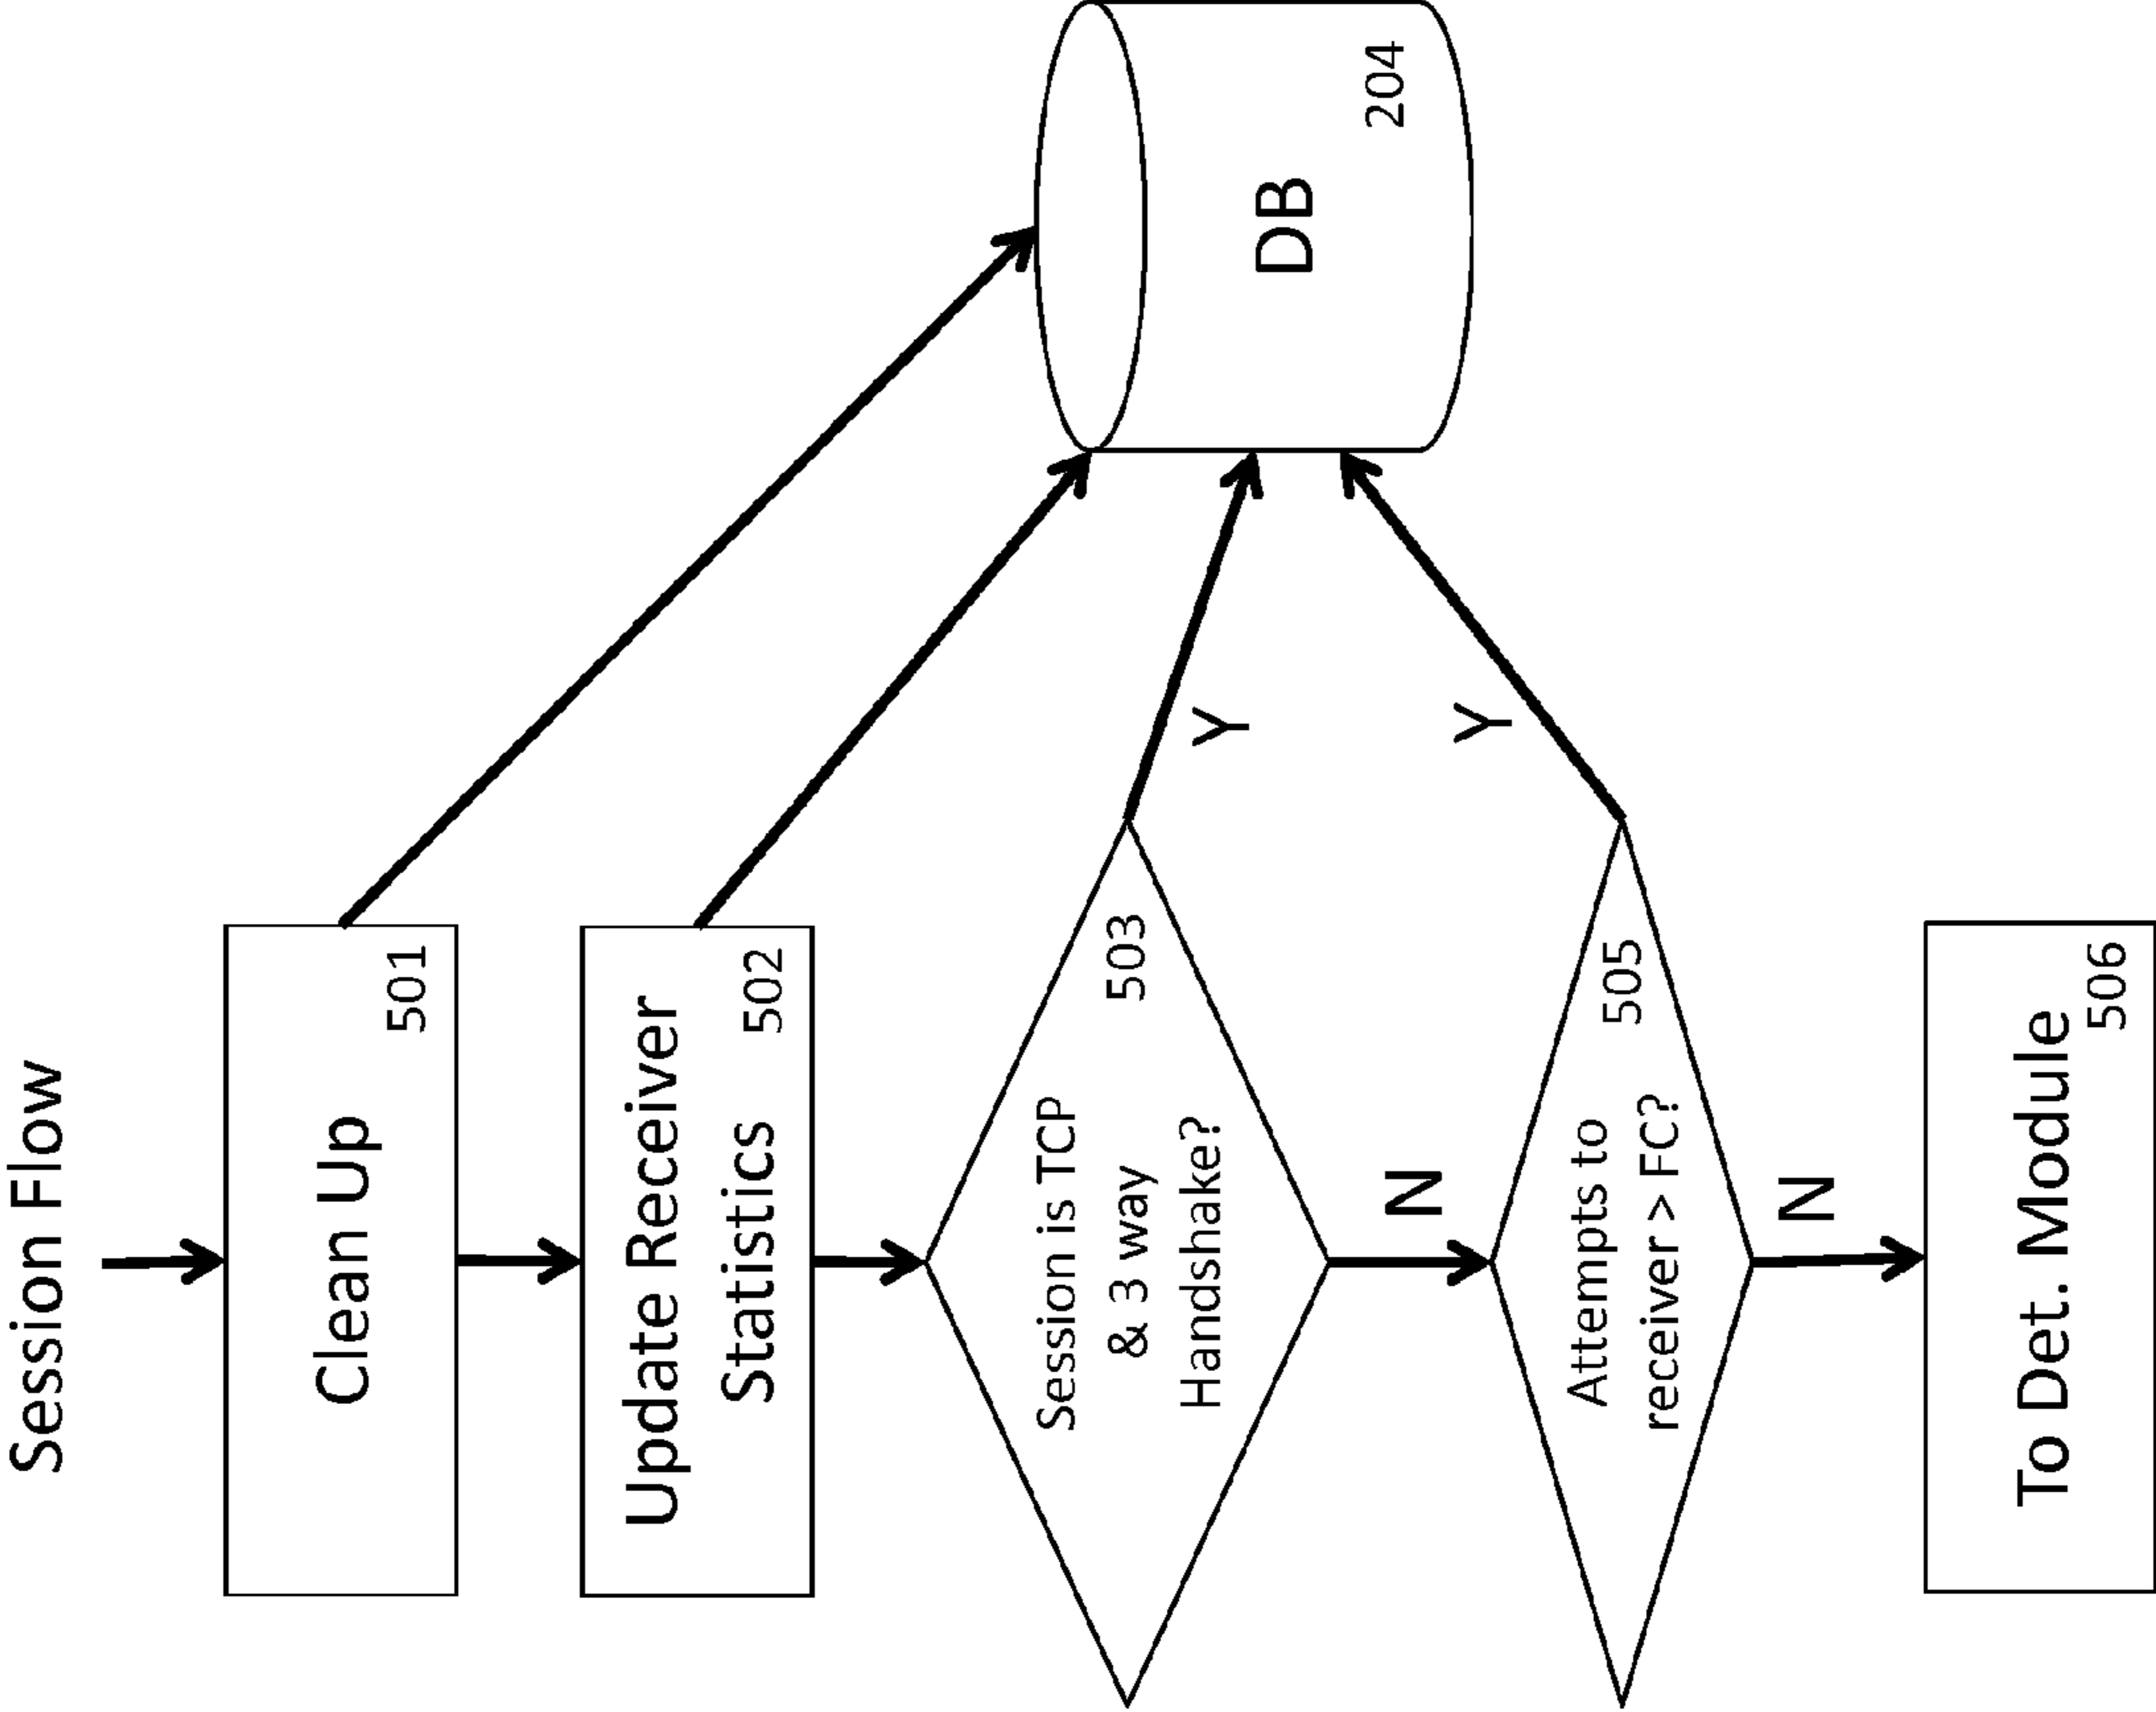 Session Flow
Clean Up
501
Update Receiver
Statistics
502
Session is TCP
& 3 way
Handshake?
503
Y
N
Attempts to
receiver > FC?
505
Y
N
To Det. Module
506
DB
204